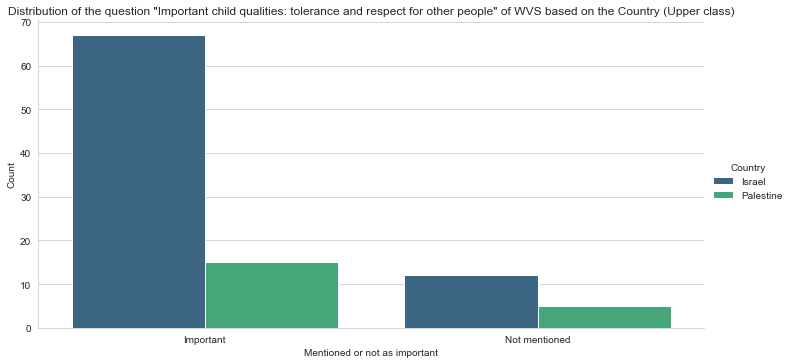 Distribution of the question "Important child qualities: tolerance and respect for other people" of WVS based on the Country (Upper class)
70
60
50
40
30
20
10
0
Count
Important
Not mentioned
Mentioned or not as important
Country
Israel
Palestine